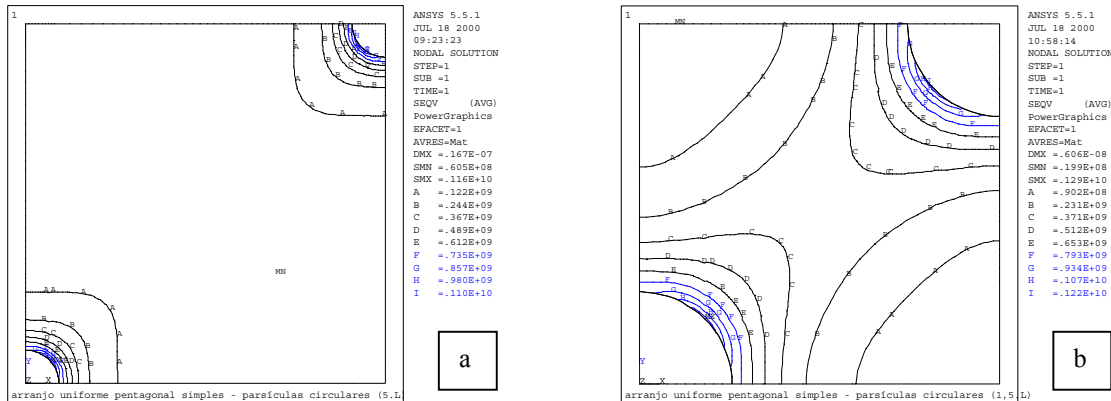 1
ANSYS 5.5.1
JUL 18 2000
09:23:23
NODAL SOLUTION
STEP=1
SUB =1
TIME=1
SEQV (AVG)
PowerGraphics
EFACET=1
AVRES=Mat
DMX =.167E-07
SMN =.605E+08
SMX =.116E+10
A =.122E+09
B =.244E+09
C =.367E+09
D =.489E+09
E =.612E+09
F =.735E+09
G =.857E+09
H =.980E+09
I =.110E+10
MN
Y
Z X
a
arranjo uniforme pentagonal simples - parsículas circulares (5.L)
1
ANSYS 5.5.1
JUL 18 2000
10:58:14
NODAL SOLUTION
STEP=1
SUB =1
TIME=1
SEQV (AVG)
PowerGraphics
EFACET=1
AVRES=Mat
DMX =.606E-08
SMN =.199E+08
SMX =.129E+10
A =.902E+08
B =.231E+09
C =.371E+09
D =.512E+09
E =.653E+09
F =.793E+09
G =.934E+09
H =.107E+10
I =.122E+10
MN
Y
Z X
b
arranjo uniforme pentagonal simples - parsículas circulares (1,5.L)